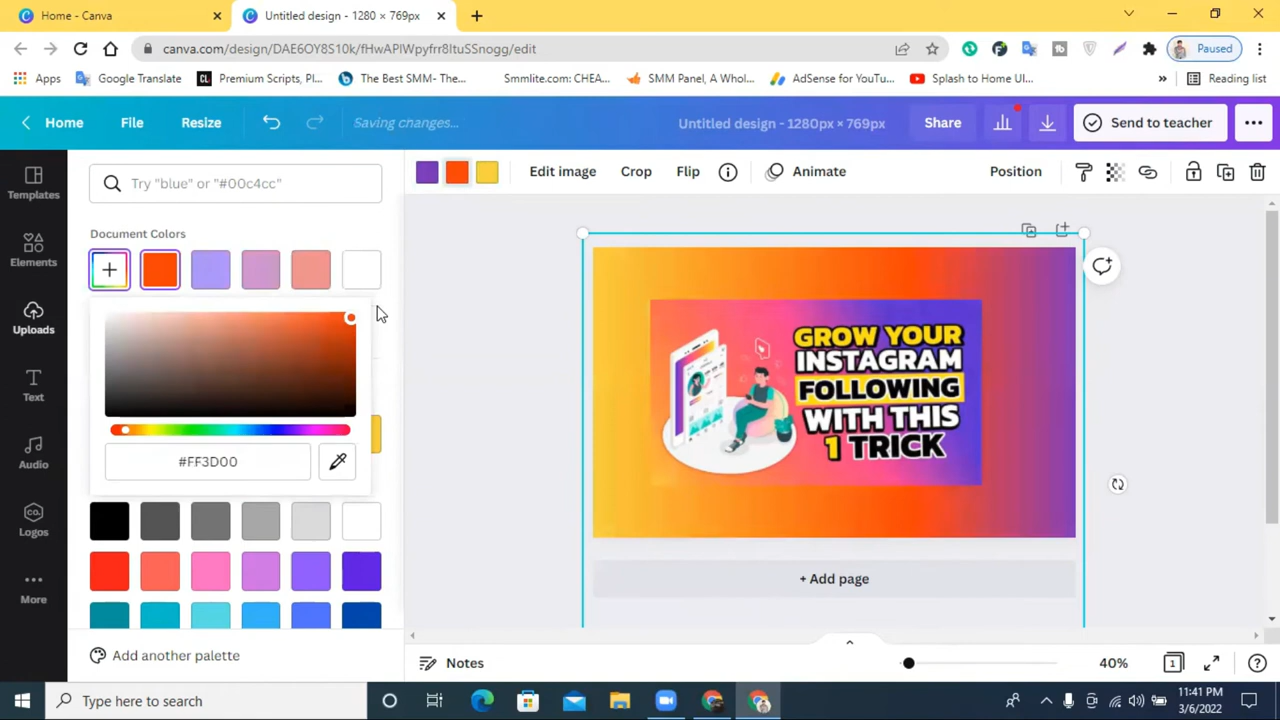 Home - Canva
Untitled design - 1280 × 769px
canva.com/design/DAE6OY8S10k/fHwAPIWpyfrr8ItuSSnogg/edit
Paused
Apps
Google Translate
Premium Scripts, Pl...
The Best SMM- The...
Smmlite.com: CHEA...
SMM Panel, A Whol...
AdSense for YouTu...
Splash to Home UI...
»
Reading list
Home
File
Resize
Saving changes...
Untitled design - 1280px × 769px
Share
Send to teacher
Templates
Elements
Uploads
Text
Audio
CO.
Logos
More
Try "blue" or "#00c4cc"
Document Colors
#FF3D00
Add another palette
Edit image
Crop
Flip
Animate
Position
GROW YOUR
INSTAGRAM
FOLLOWING
WITH THIS
1 TRICK
+ Add page
Notes
40%
1
Type here to search
11:41 PM
3/6/2022